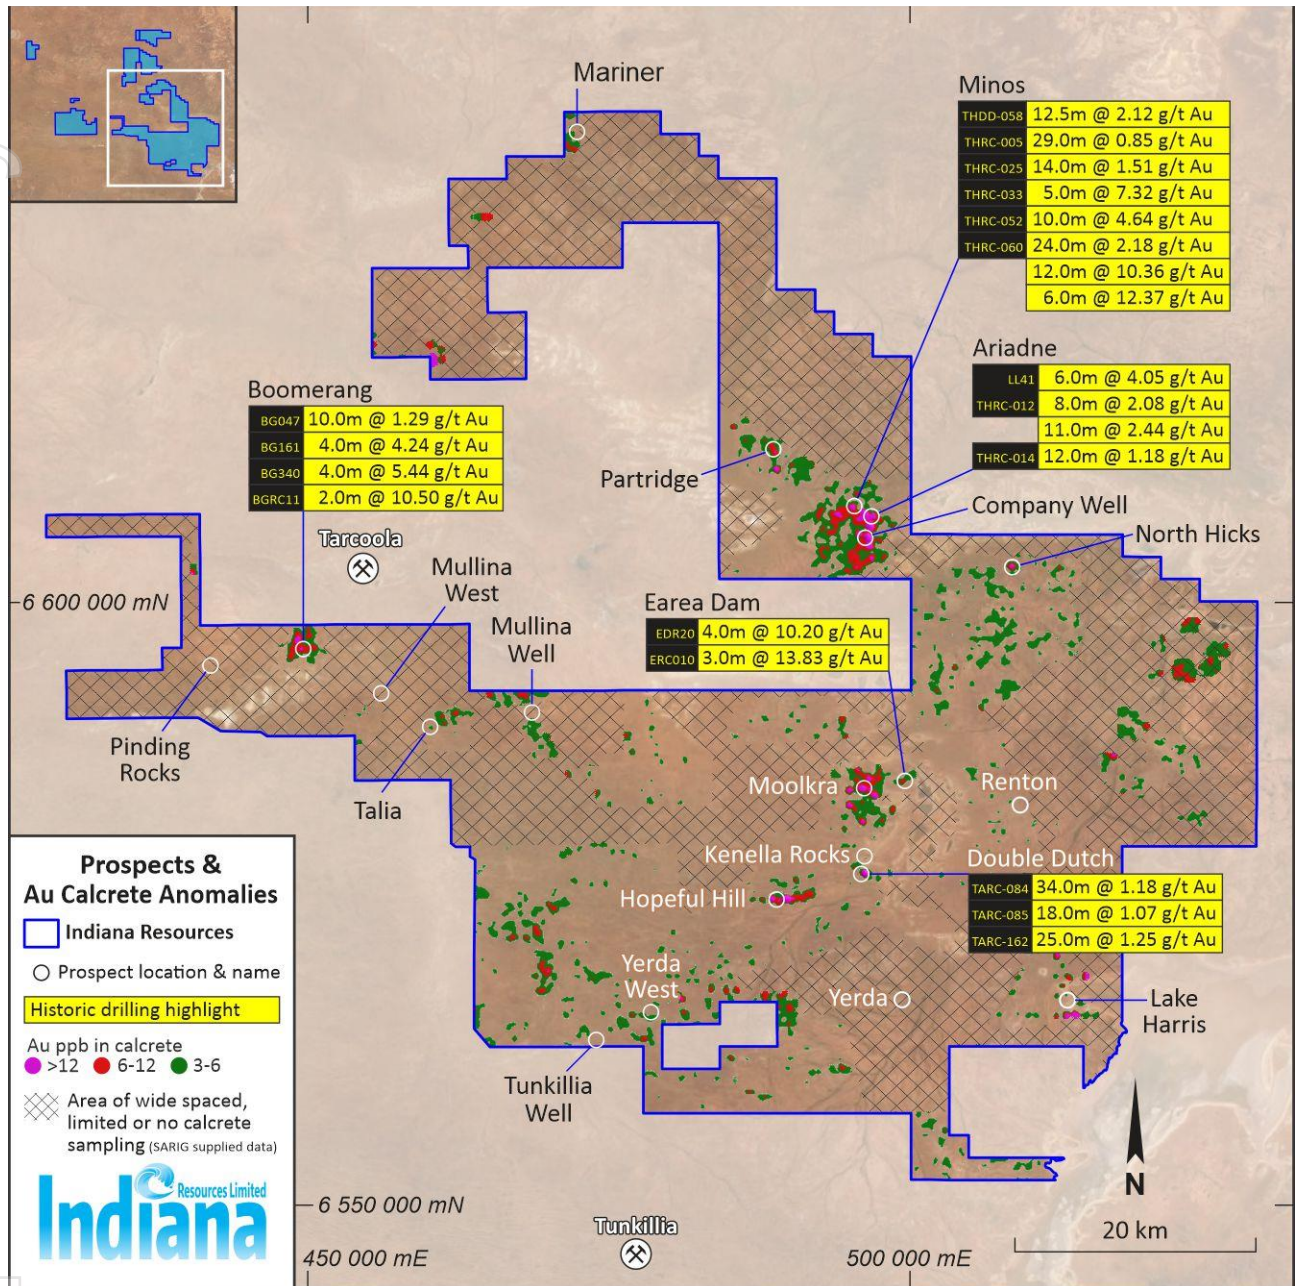 Mariner
Minos
THDD-058 12.5m @ 2.12 g/t Au
THRC-005 29.0m @ 0.85 g/t Au
THRC-025 14.0m @ 1.51 g/t Au
THRC-033 5.0m @ 7.32 g/t Au
THRC-052 10.0m @ 4.64 g/t Au
THRC-060 24.0m @ 2.18 g/t Au
12.0m @ 10.36 g/t Au
6.0m @ 12.37 g/t Au
Ariadne
LL41 6.0m @ 4.05 g/t Au
THRC-012 8.0m @ 2.08 g/t Au
11.0m @ 2.44 g/t Au
THRC-014 12.0m @ 1.18 g/t Au
Boomerang
BG047 10.0m @ 1.29 g/t Au
BG161 4.0m @ 4.24 g/t Au
BG340 4.0m @ 5.44 g/t Au
BGRC11 2.0m @ 10.50 g/t Au
Partridge
Company Well
North Hicks
Tarcoola
Mullina
West
Mullina
Well
6 600 000 mN
Earea Dam
EDR20 4.0m @ 10.20 g/t Au
ERC010 3.0m @ 13.83 g/t Au
Pinding
Rocks
Talia
Moolkra
Renton
Kenella Rocks
Double Dutch
TARC-084 34.0m @ 1.18 g/t Au
TARC-085 18.0m @ 1.07 g/t Au
TARC-162 25.0m @ 1.25 g/t Au
Hopeful Hill
Yerda
West
Yerda
Lake
Harris
Tunkillia
Well
Prospects &
Au Calcrete Anomalies
Indiana Resources
Prospect location & name
Historic drilling highlight
Au ppb in calcrete
>12 6-12 3-6
Area of wide spaced,
limited or no calcrete
sampling (SARIG supplied data)
Indiana
Resources Limited
6 550 000 mN
450 000 mE
Tunkillia
500 000 mE
N
20 km